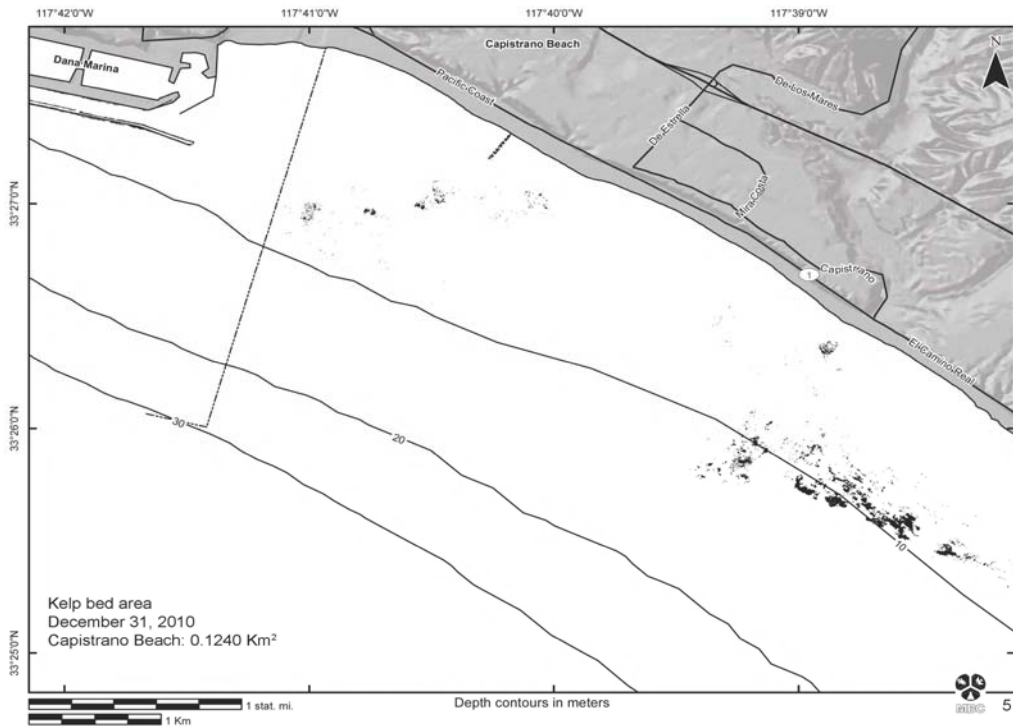 117°42'0"W 117°41'0"W 117°40'0"W 117°39'0"W
Capistrano Beach
N
Dana Marina
Pacific Coast
De Los Mares
De Estrella
33°27'0"N
Mira Costa
Capistrano
1
El Camino Real
33°26'0"N
30
20
10
Kelp bed area
December 31, 2010
Capistrano Beach: 0.1240 Km²
33°25'0"N
1 stat. mi.
Depth contours in meters
MBC
5
1 Km